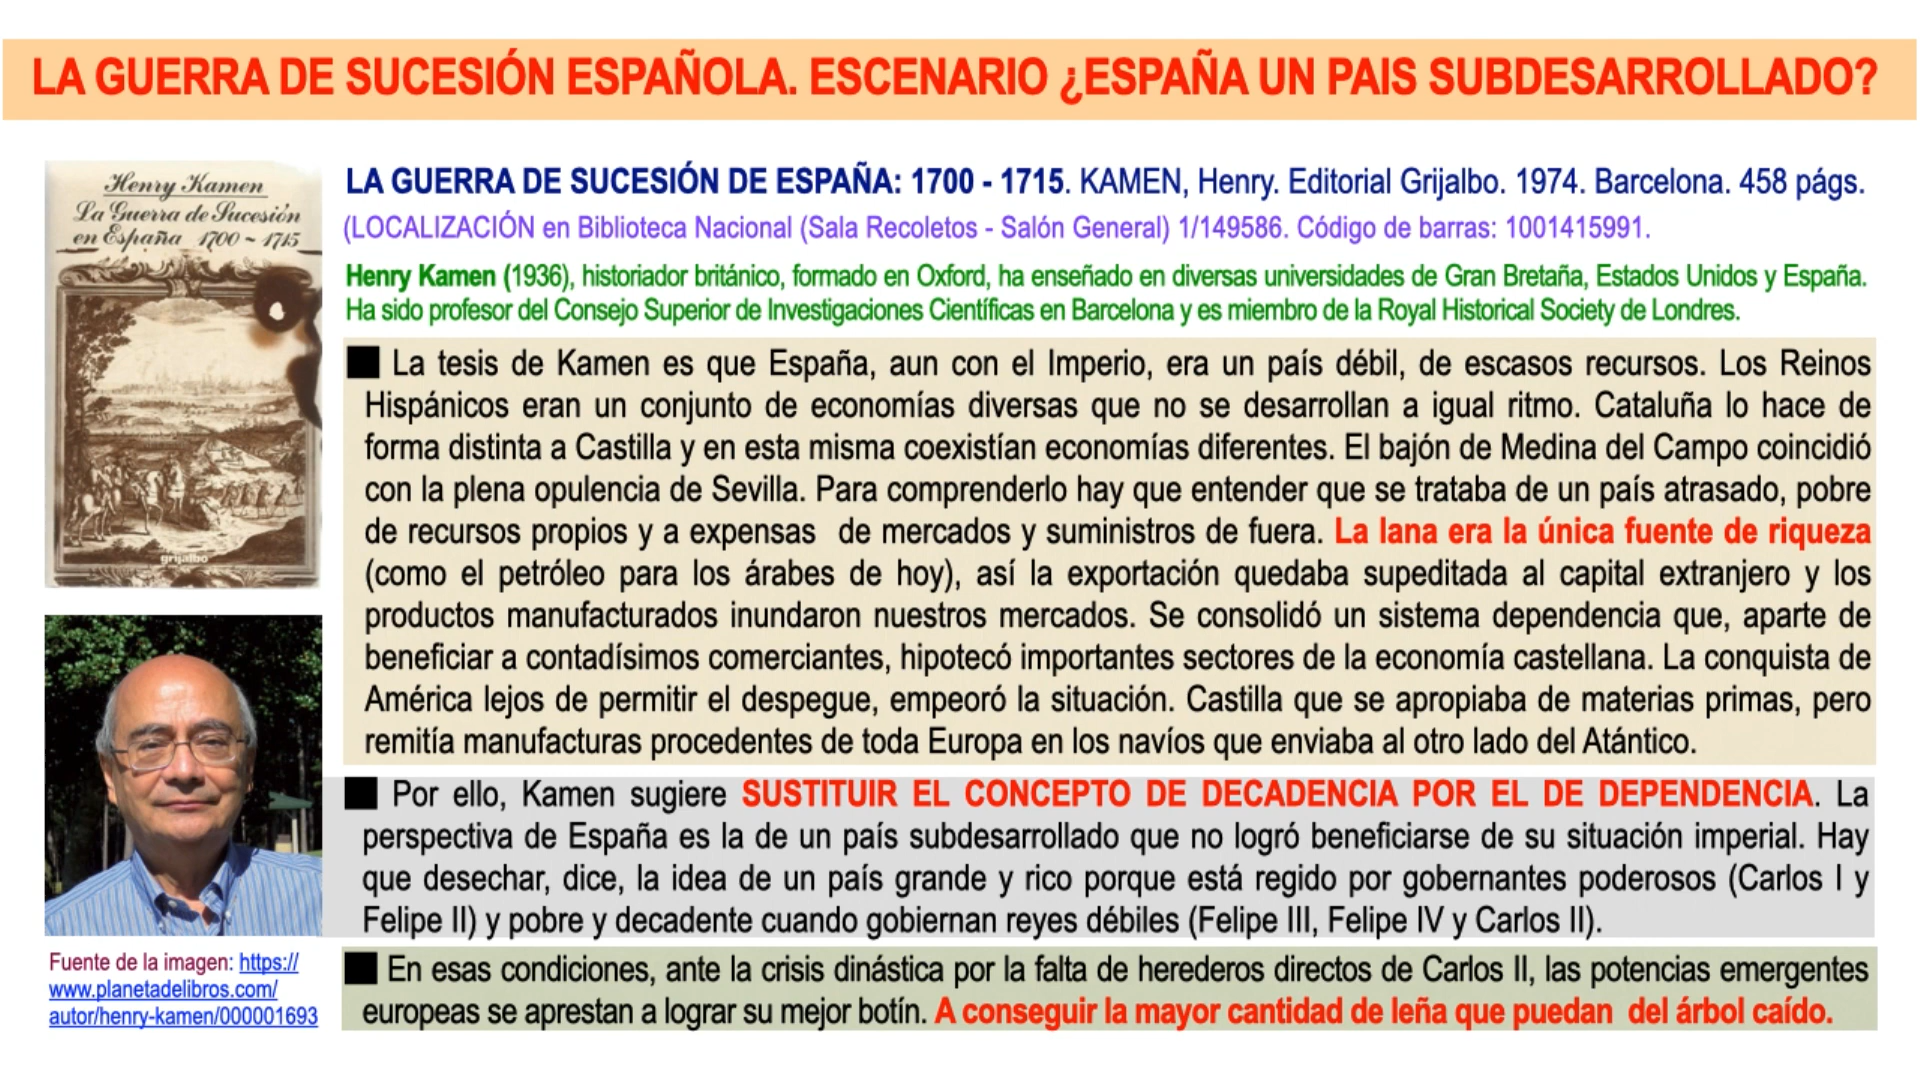 LA GUERRA DE SUCESIÓN ESPAÑOLA. ESCENARIO ¿ESPAÑA UN PAIS SUBDESARROLLADO?
Henry Kamen
La Guerra de Sucesión
en España 1700 ~ 1715
grijalbo
LA GUERRA DE SUCESIÓN DE ESPAÑA: 1700 - 1715. KAMEN, Henry. Editorial Grijalbo. 1974. Barcelona. 458 págs.
(LOCALIZACIÓN en Biblioteca Nacional (Sala Recoletos - Salón General) 1/149586. Código de barras: 1001415991.
Henry Kamen (1936), historiador británico, formado en Oxford, ha enseñado en diversas universidades de Gran Bretaña, Estados Unidos y España.
Ha sido profesor del Consejo Superior de Investigaciones Científicas en Barcelona y es miembro de la Royal Historical Society de Londres.
La tesis de Kamen es que España, aun con el Imperio, era un país débil, de escasos recursos. Los Reinos
Hispánicos eran un conjunto de economías diversas que no se desarrollan a igual ritmo. Cataluña lo hace de
forma distinta a Castilla y en esta misma coexistían economías diferentes. El bajón de Medina del Campo coincidió
con la plena opulencia de Sevilla. Para comprenderlo hay que entender que se trataba de un país atrasado, pobre
de recursos propios y a expensas de mercados y suministros de fuera. La lana era la única fuente de riqueza
(como el petróleo para los árabes de hoy), así la exportación quedaba supeditada al capital extranjero y los
productos manufacturados inundaron nuestros mercados. Se consolidó un sistema dependencia que, aparte de
beneficiar a contadísimos comerciantes, hipotecó importantes sectores de la economía castellana. La conquista de
América lejos de permitir el despegue, empeoró la situación. Castilla que se apropiaba de materias primas, pero
remitía manufacturas procedentes de toda Europa en los navíos que enviaba al otro lado del Atántico.
Por ello, Kamen sugiere SUSTITUIR EL CONCEPTO DE DECADENCIA POR EL DE DEPENDENCIA. La
perspectiva de España es la de un país subdesarrollado que no logró beneficiarse de su situación imperial. Hay
que desechar, dice, la idea de un país grande y rico porque está regido por gobernantes poderosos (Carlos I y
Felipe II) y pobre y decadente cuando gobiernan reyes débiles (Felipe III, Felipe IV y Carlos II).
En esas condiciones, ante la crisis dinástica por la falta de herederos directos de Carlos II, las potencias emergentes
europeas se aprestan a lograr su mejor botín. A conseguir la mayor cantidad de leña que puedan del árbol caído.
Fuente de la imagen: https://
www.planetadelibros.com/
autor/henry-kamen/000001693